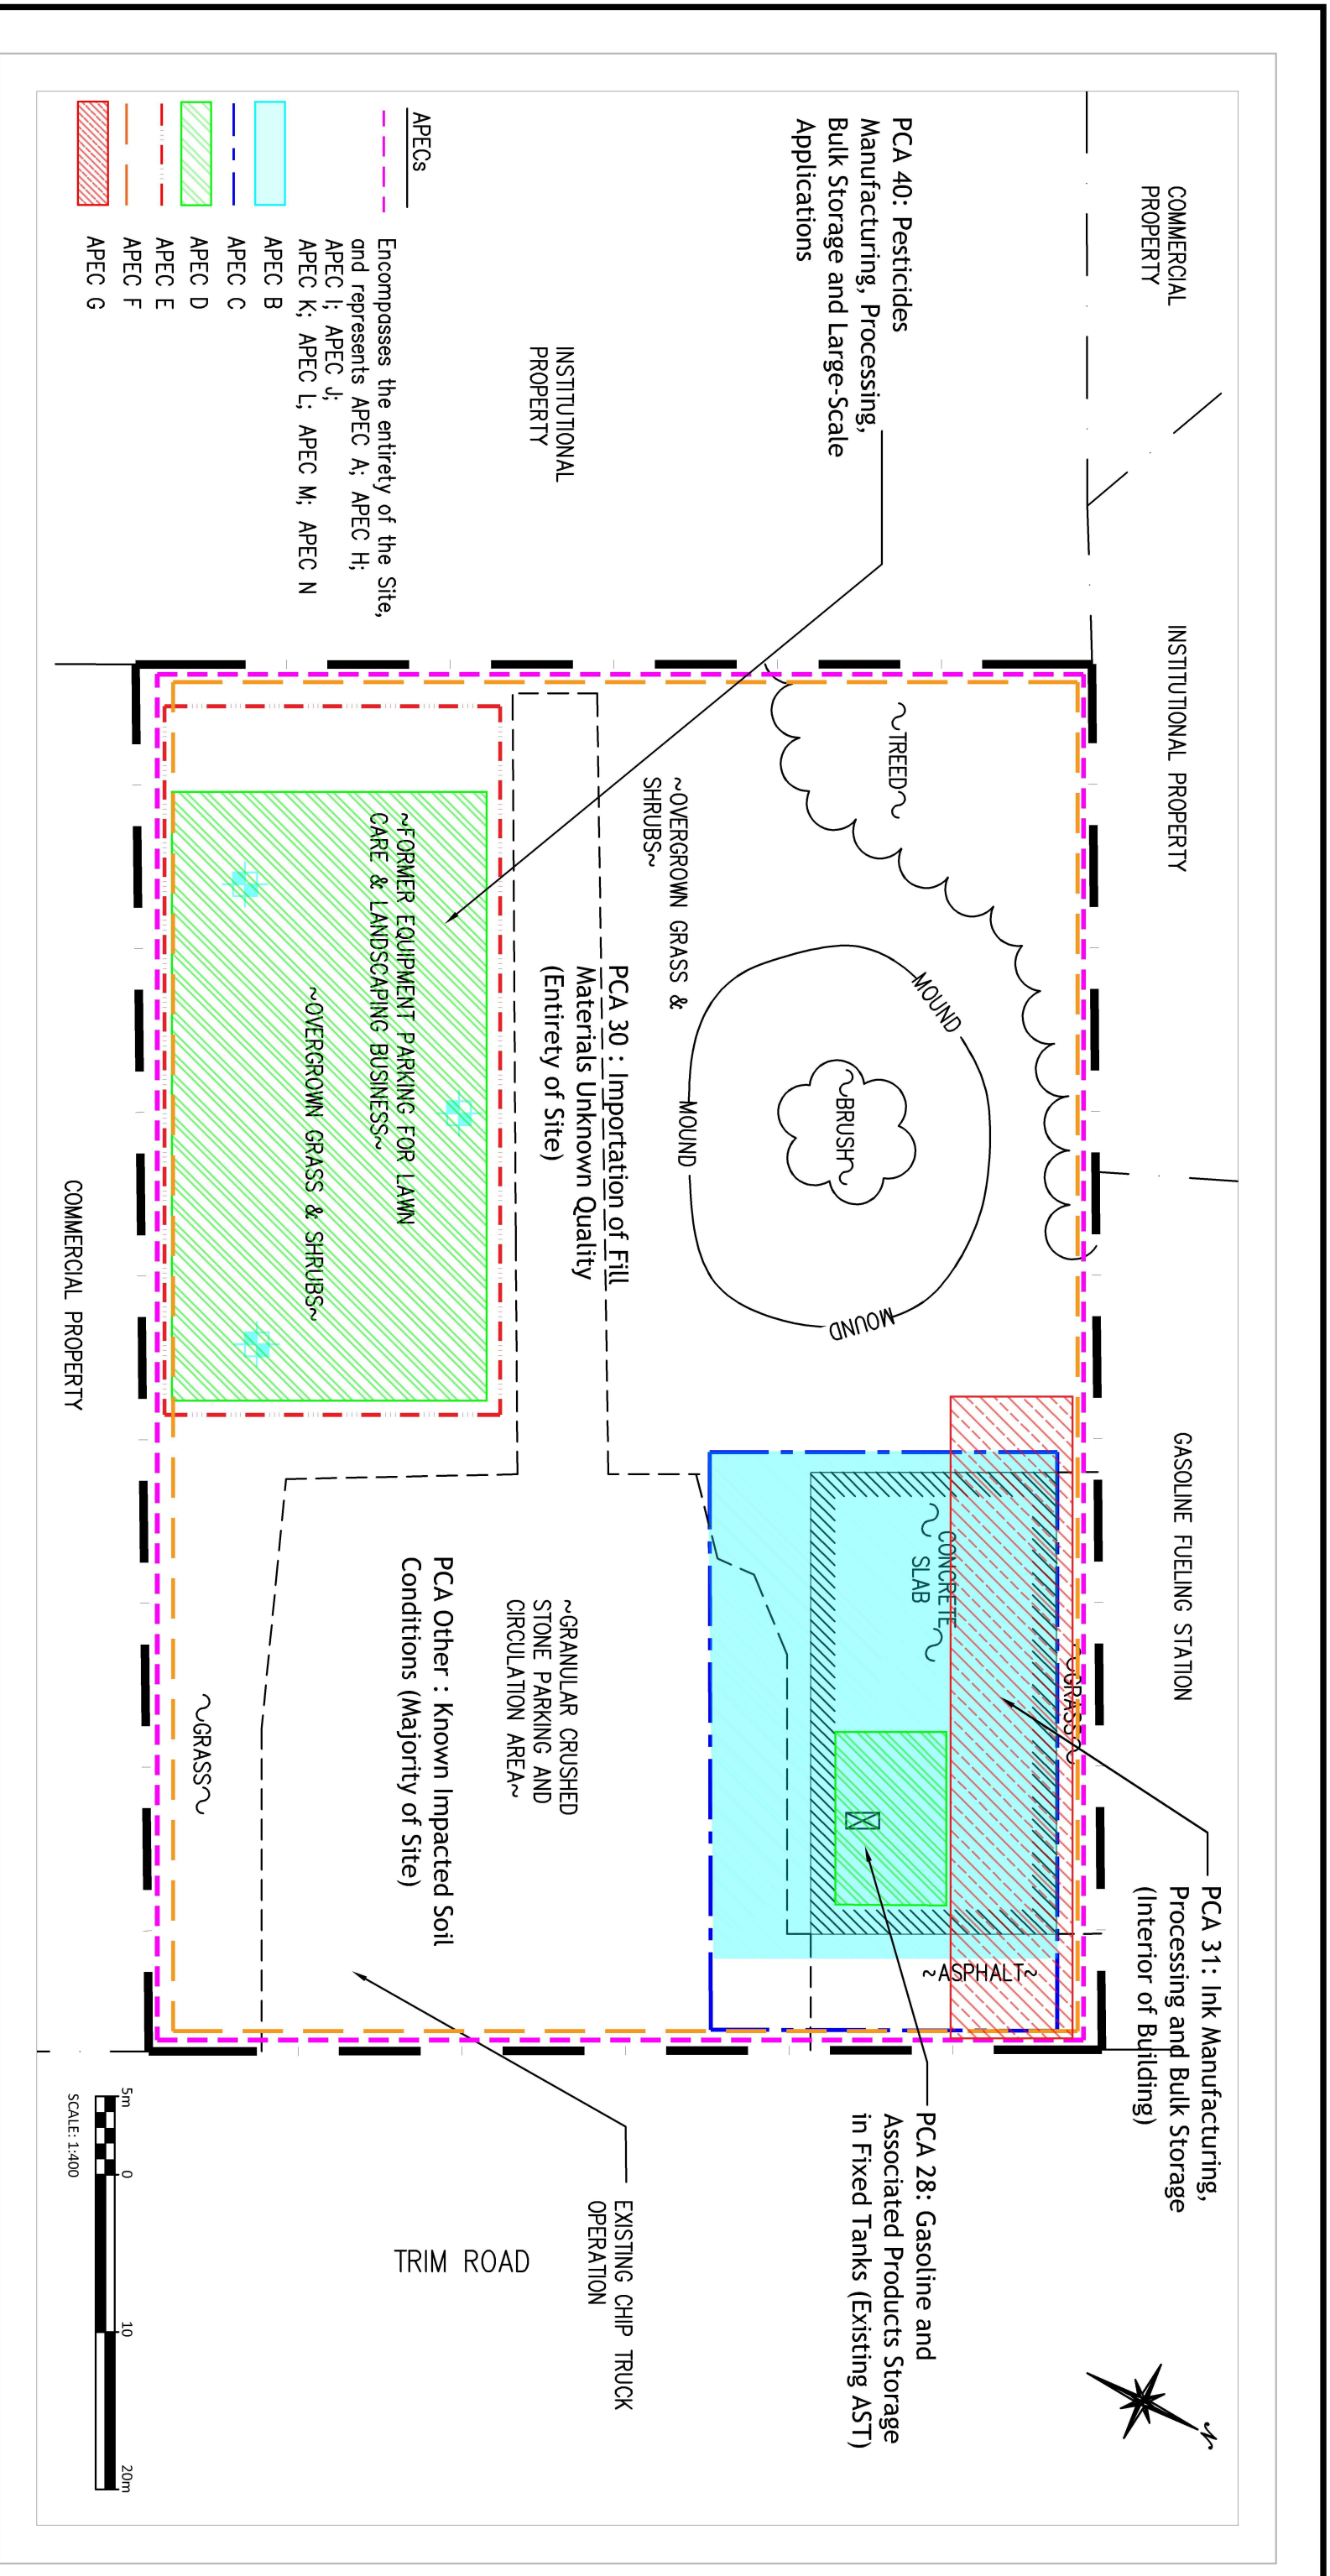 COMMERCIAL
PROPERTY
INSTITUTIONAL PROPERTY
GASOLINE FUELING STATION
PCA 31: Ink Manufacturing,
Processing and Bulk Storage
(Interior of Building)
N
PCA 40: Pesticides
Manufacturing, Processing,
Bulk Storage and Large-Scale
Applications
~TREED~
MOUND
~BRUSH~
MOUND
MOUND
~GRASS~
~CONCRETE
SLAB~
~ASPHALT~
PCA 28: Gasoline and
Associated Products Storage
in Fixed Tanks (Existing AST)
INSTITUTIONAL
PROPERTY
~OVERGROWN GRASS &
SHRUBS~
PCA 30 : Importation of Fill
Materials Unknown Quality
(Entirety of Site)
~GRANULAR CRUSHED
STONE PARKING AND
CIRCULATION AREA~
EXISTING CHIP TRUCK
OPERATION
PCA Other : Known Impacted Soil
Conditions (Majority of Site)
TRIM ROAD
~FORMER EQUIPMENT PARKING FOR LAWN
CARE & LANDSCAPING BUSINESS~
~OVERGROWN GRASS & SHRUBS~
~GRASS~
COMMERCIAL PROPERTY
APECs
Encompasses the entirety of the Site,
and represents APEC A; APEC H;
APEC I; APEC J;
APEC K; APEC L; APEC M; APEC N
APEC B
APEC C
APEC D
APEC E
APEC F
APEC G
5m 0 10 20m
SCALE: 1:400